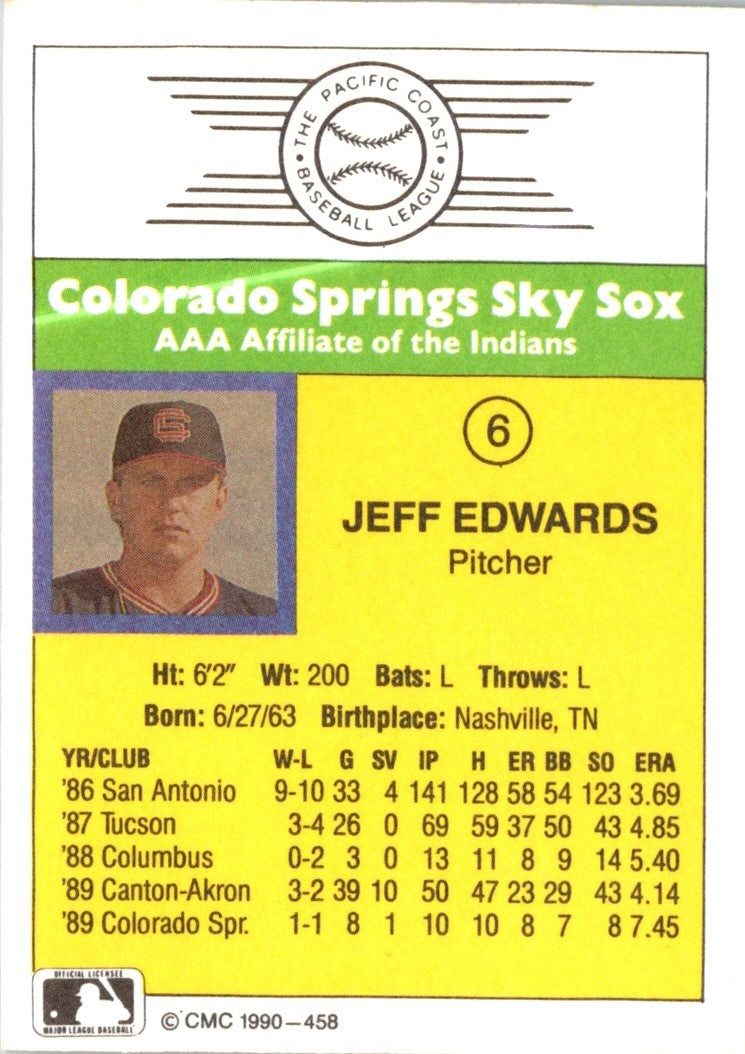 THE PACIFIC COAST
BASEBALL LEAGUE
Colorado Springs Sky Sox
AAA Affiliate of the Indians
6
CS
JEFF EDWARDS
Pitcher
Ht: 6'2" Wt: 200 Bats: L Throws: L
Born: 6/27/63 Birthplace: Nashville, TN
YR/CLUB W-L G SV IP H ER BB SO ERA
'86 San Antonio 9-10 33 4 141 128 58 54 123 3.69
'87 Tucson 3-4 26 0 69 59 37 50 43 4.85
'88 Columbus 0-2 3 0 13 11 8 9 14 5.40
'89 Canton-Akron 3-2 39 10 50 47 23 29 43 4.14
'89 Colorado Spr. 1-1 8 1 10 10 8 7 8 7.45
OFFICIAL LICENSEE
MAJOR LEAGUE BASEBALL
© CMC 1990-458